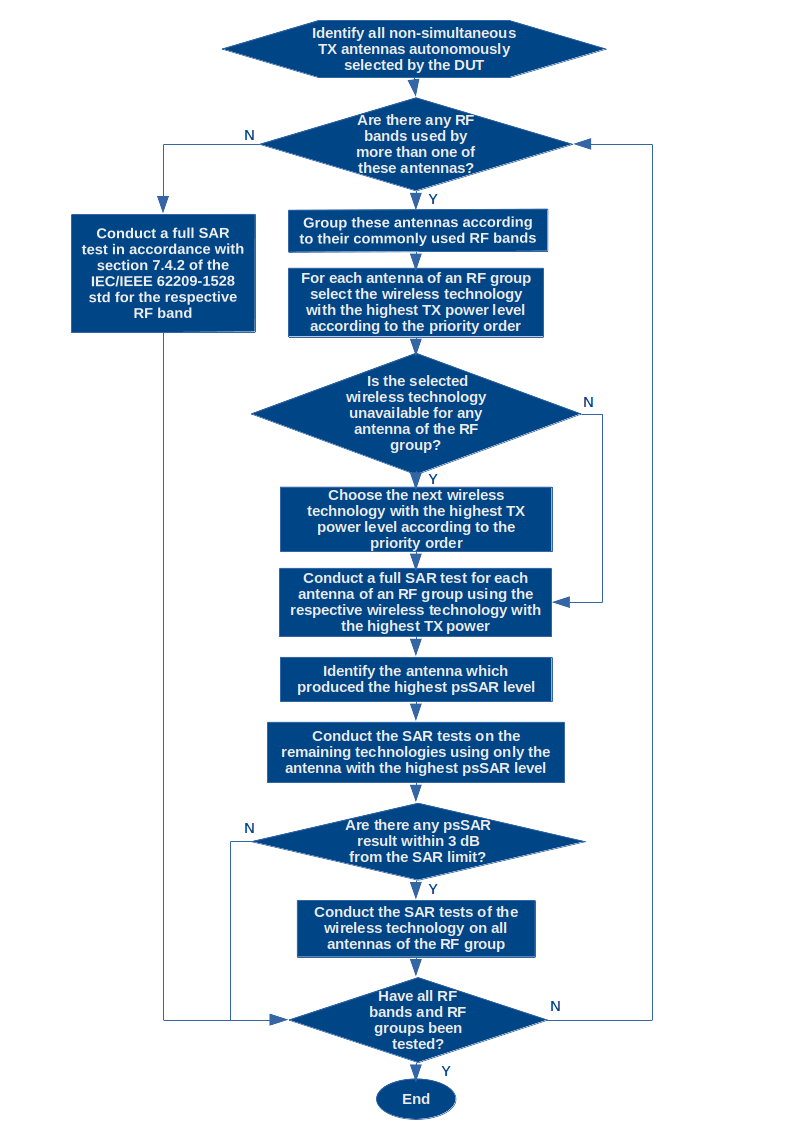 Identify all non-simultaneous
TX antennas autonomously
selected by the DUT
Are there any RF
bands used by
more than one of
these antennas?
N
Y
Conduct a full SAR
test in accordance with
section 7.4.2 of the
IEC/IEEE 62209-1528
std for the respective
RF band
Group these antennas according
to their commonly used RF bands
For each antenna of an RF group
select the wireless technology
with the highest TX power level
according to the priority order
Is the selected
wireless technology
unavailable for any
antenna of the RF
group?
N
Y
Choose the next wireless
technology with the highest TX
power level according to the
priority order
Conduct a full SAR test for each
antenna of an RF group using the
respective wireless technology with
the highest TX power
Identify the antenna which
produced the highest psSAR level
Conduct the SAR tests on the
remaining technologies using only the
antenna with the highest psSAR level
Are there any psSAR
result within 3 dB
from the SAR limit?
N
Y
Conduct the SAR tests of the
wireless technology on all
antennas of the RF group
Have all RF
bands and RF
groups been
tested?
N
Y
End